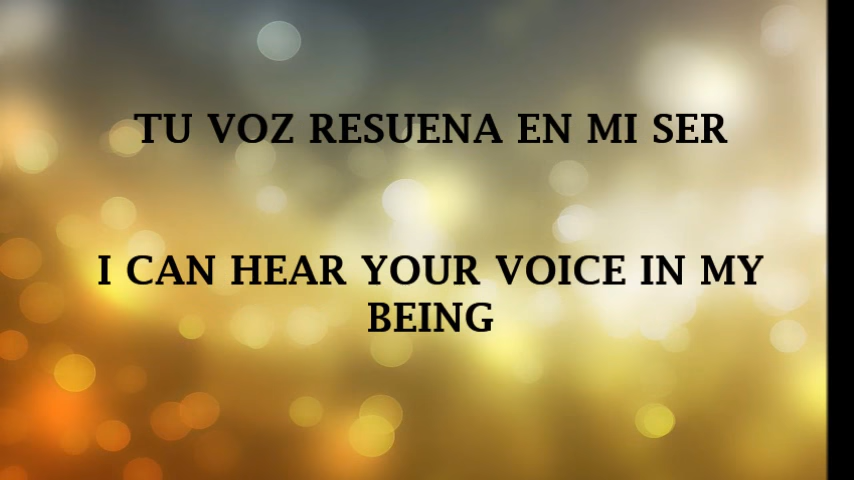 TU VOZ RESUENA EN MI SER
I CAN HEAR YOUR VOICE IN MY
BEING